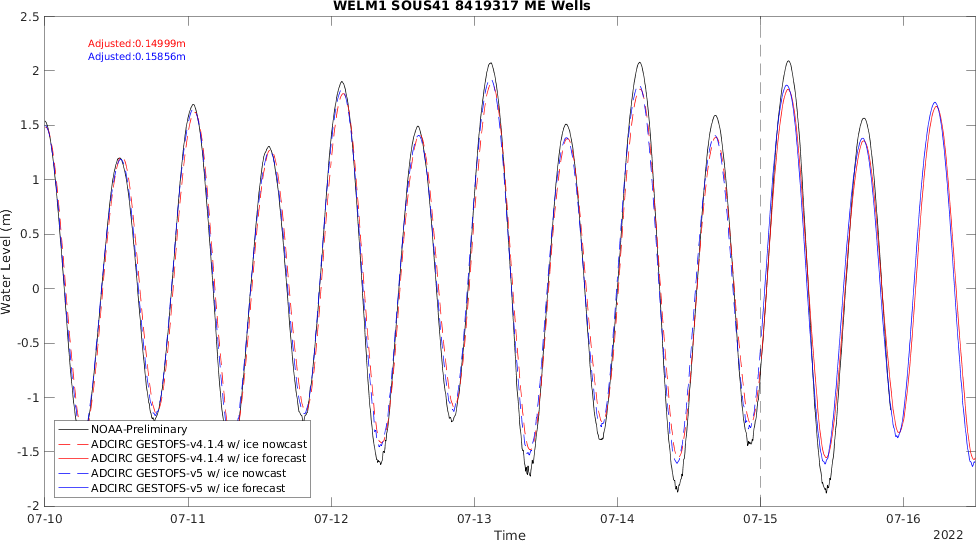 WELM1 SOUS41 8419317 ME Wells
2.5
2
1.5
1
0.5
0
-0.5
-1
-1.5
-2
Water Level (m)
Adjusted:0.14999m
Adjusted:0.15856m
NOAA-Preliminary
ADCIRC GESTOFS-v4.1.4 w/ ice nowcast
ADCIRC GESTOFS-v4.1.4 w/ ice forecast
ADCIRC GESTOFS-v5 w/ ice nowcast
ADCIRC GESTOFS-v5 w/ ice forecast
07-10 07-11 07-12 07-13 07-14 07-15 07-16
Time
2022